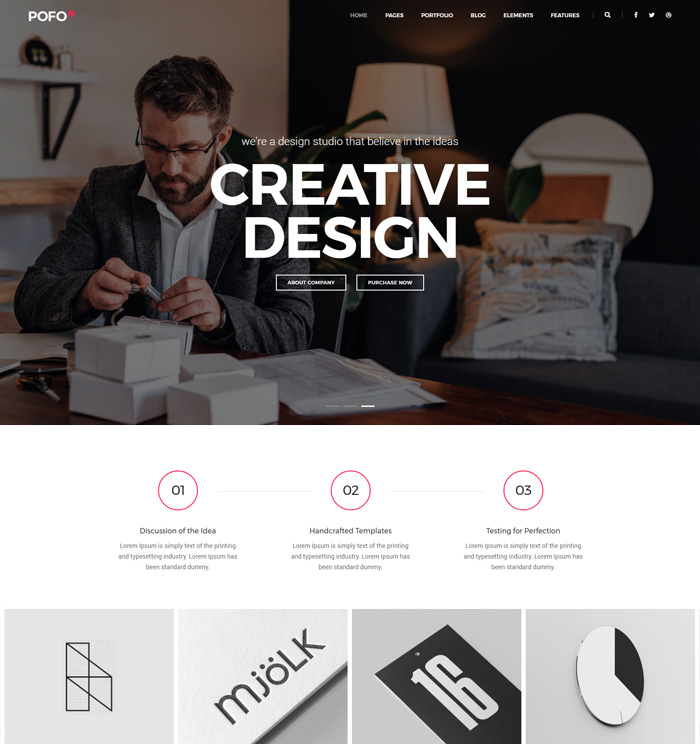 POFO
HOME PAGES PORTFOLIO BLOG ELEMENTS FEATURES
we're a design studio that believe in the ideas
CREATIVE
DESIGN
ABOUT COMPANY PURCHASE NOW
01 02 03
Discussion of the Idea
Lorem Ipsum is simply text of the printing
and typesetting industry. Lorem Ipsum has
been standard dummy.
Handcrafted Templates
Lorem Ipsum is simply text of the printing
and typesetting industry. Lorem Ipsum has
been standard dummy.
Testing for Perfection
Lorem Ipsum is simply text of the printing
and typesetting industry. Lorem Ipsum has
been standard dummy.
mjöLK
16